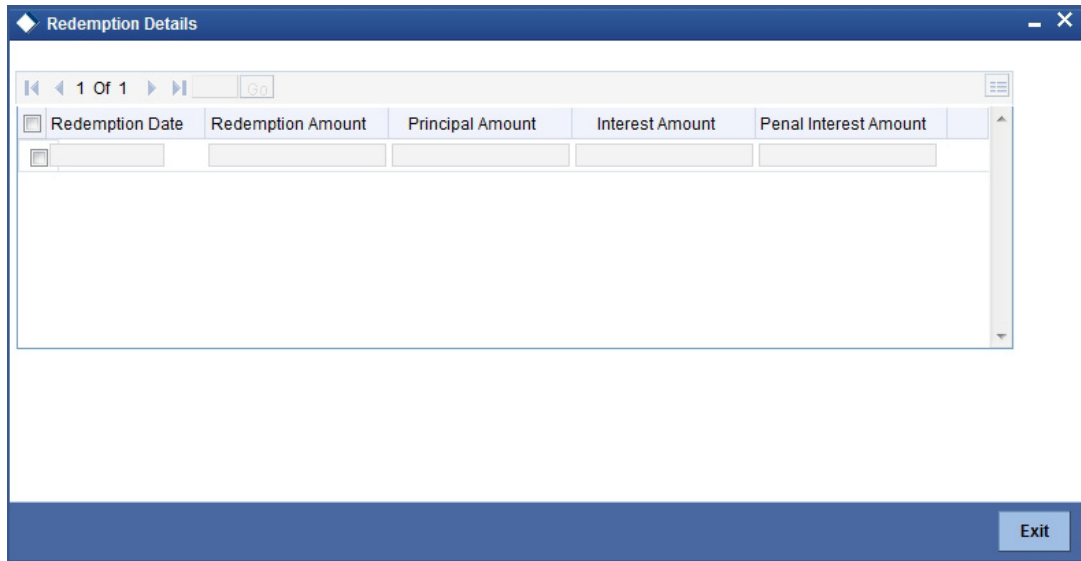 Redemption Details
1 Of 1 Go
Redemption Date Redemption Amount Principal Amount Interest Amount Penal Interest Amount
Exit